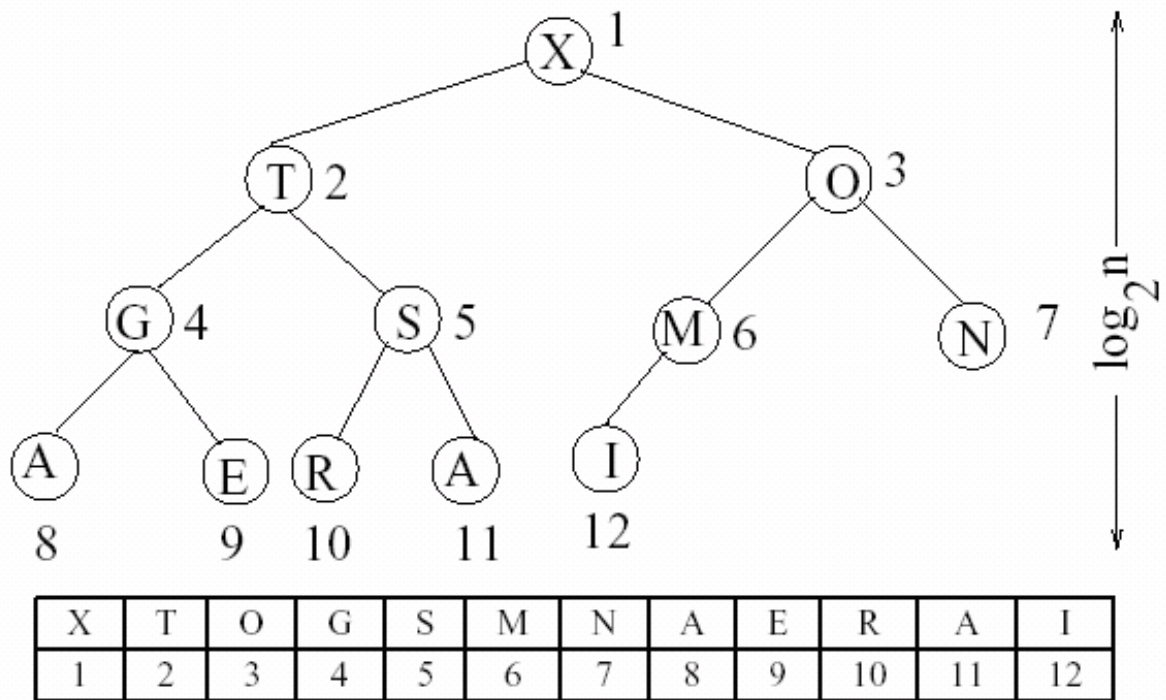 X 1
T 2 O 3
G 4 S 5 M 6 N 7
A E R A I
8 9 10 11 12
log₂n
X T O G S M N A E R A I
1 2 3 4 5 6 7 8 9 10 11 12